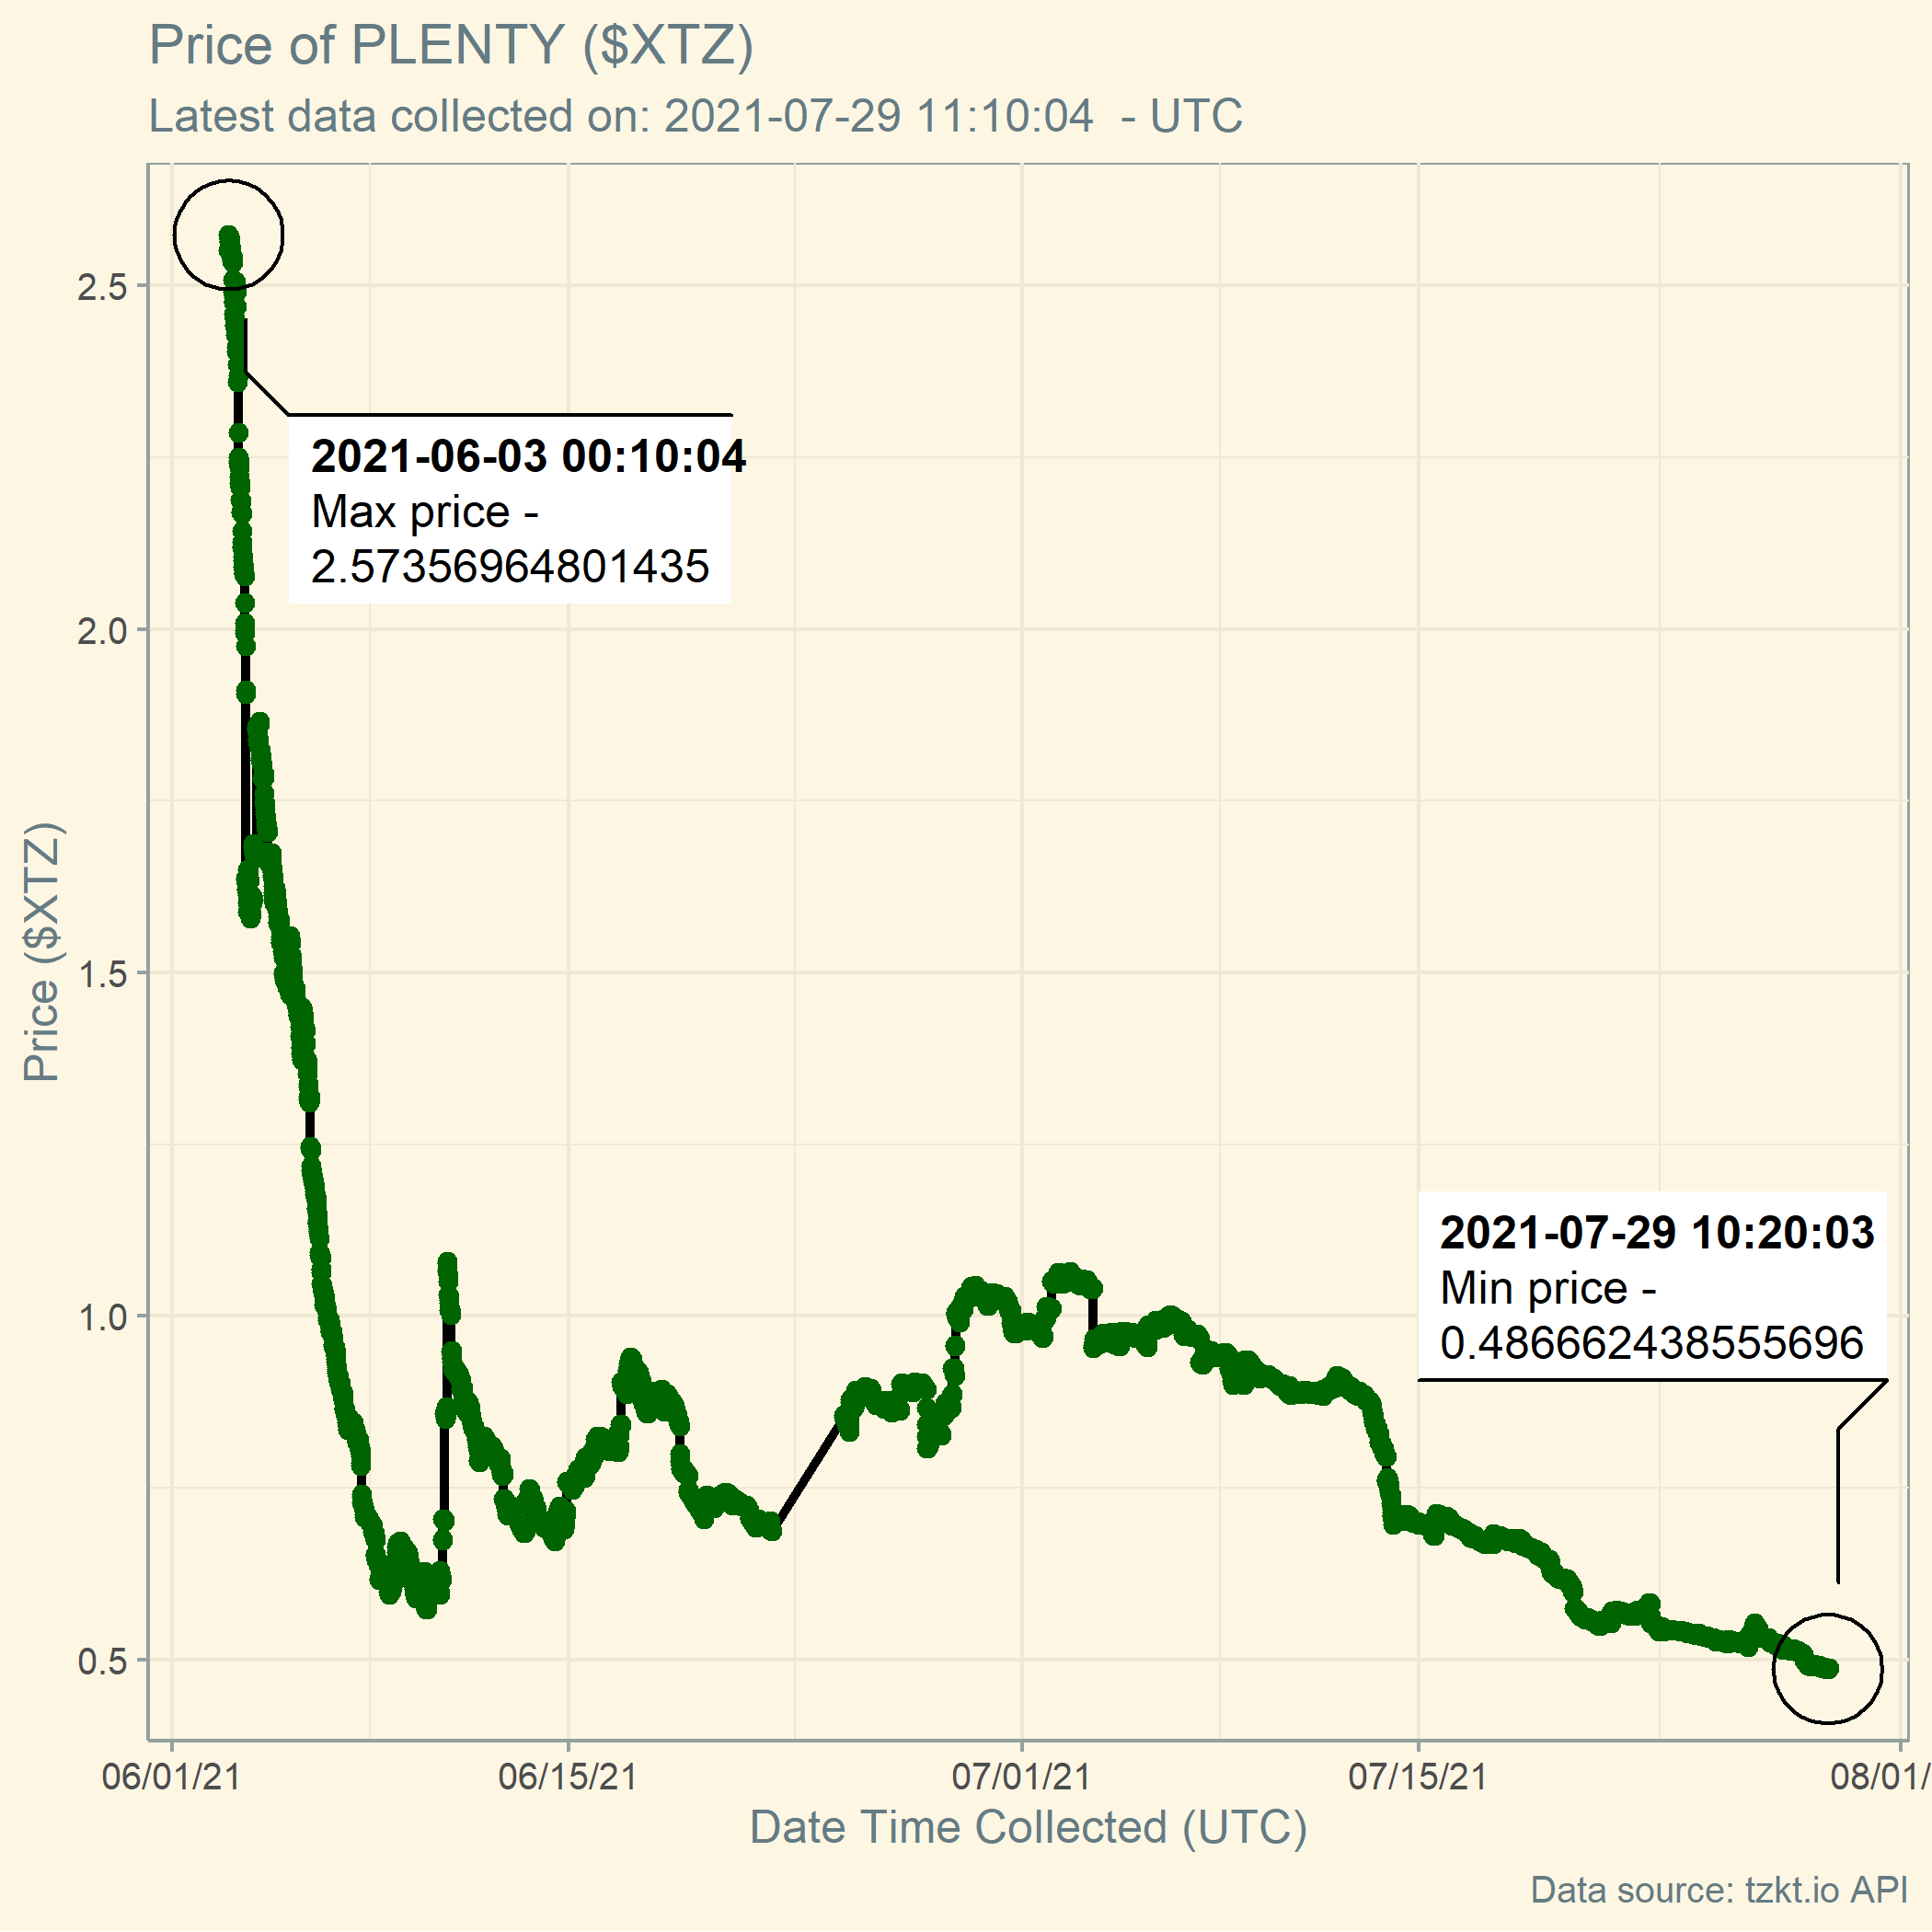 Price of PLENTY ($XTZ)
Latest data collected on: 2021-07-29 11:10:04  - UTC
2.5
2.0
1.5
1.0
0.5
Price ($XTZ)
2021-06-03 00:10:04
Max price -
2.57356964801435
2021-07-29 10:20:03
Min price -
0.486662438555696
06/01/21
06/15/21
07/01/21
07/15/21
08/01/
Date Time Collected (UTC)
Data source: tzkt.io API